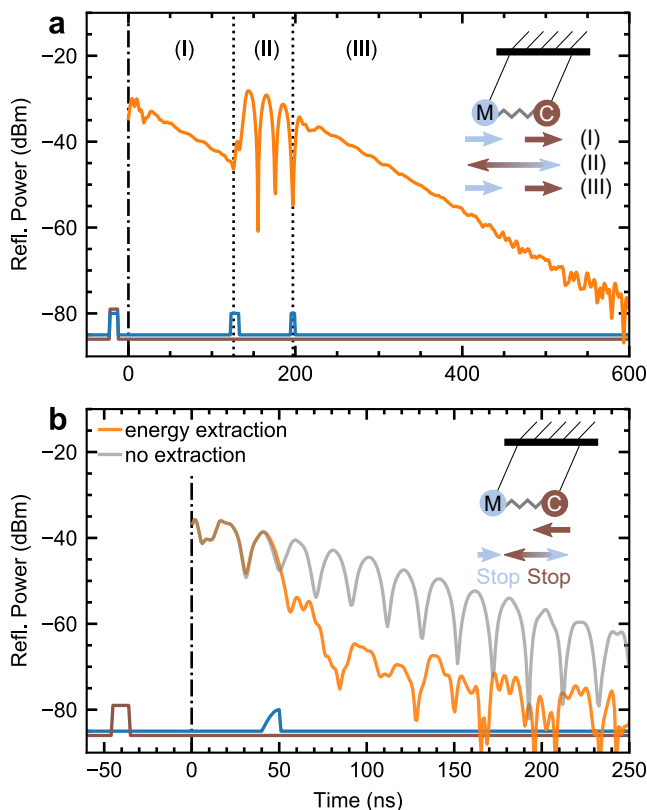 a
(I)
(II)
(III)
−20
−40
−60
−80
Refl. Power (dBm)
M
C
(I)
(II)
(III)
0
200
400
600
b
energy extraction
no extraction
−20
−40
−60
−80
Refl. Power (dBm)
M
C
Stop Stop
−50
0
50
100
150
200
250
Time (ns)